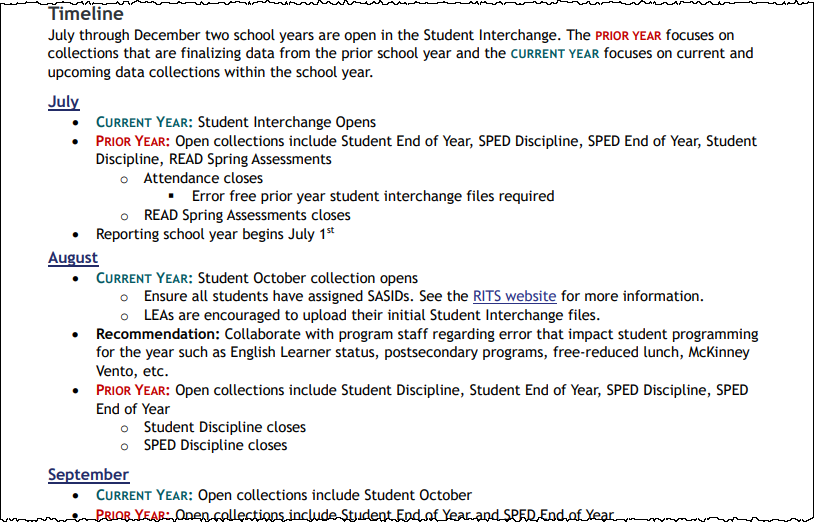 Timeline
July through December two school years are open in the Student Interchange. The PRIOR YEAR focuses on
collections that are finalizing data from the prior school year and the CURRENT YEAR focuses on current and
upcoming data collections within the school year.
July
• CURRENT YEAR: Student Interchange Opens
• PRIOR YEAR: Open collections include Student End of Year, SPED Discipline, SPED End of Year, Student
Discipline, READ Spring Assessments
o Attendance closes
▪ Error free prior year student interchange files required
o READ Spring Assessments closes
• Reporting school year begins July 1st
August
• CURRENT YEAR: Student October collection opens
o Ensure all students have assigned SASIDs. See the RITS website for more information.
o LEAs are encouraged to upload their initial Student Interchange files.
• Recommendation: Collaborate with program staff regarding error that impact student programming
for the year such as English Learner status, postsecondary programs, free-reduced lunch, McKinney
Vento, etc.
• PRIOR YEAR: Open collections include Student Discipline, Student End of Year, SPED Discipline, SPED
End of Year
o Student Discipline closes
o SPED Discipline closes
September
• CURRENT YEAR: Open collections include Student October
• PRIOR YEAR: Open collections include Student End of Year and SPED End of Year